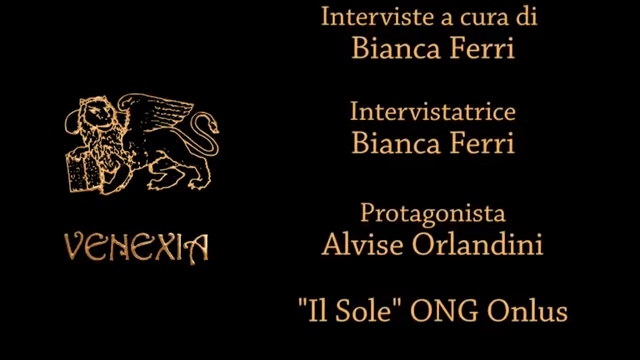 Interviste a cura di
Bianca Ferri
Intervistatrice
Bianca Ferri
Protagonista
Alvise Orlandini
"Il Sole" ONG Onlus
VENEXIA